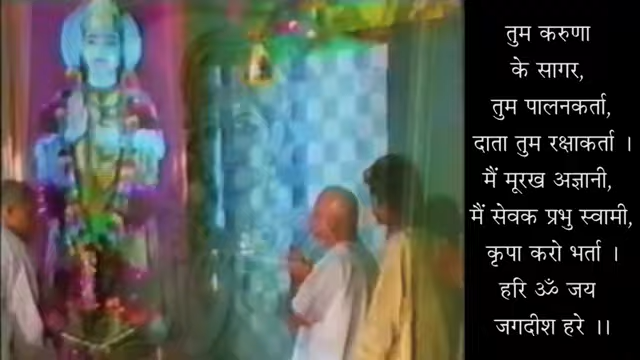 तुम करुणा
के सागर,
तुम पालनकर्ता,
दाता तुम रक्षाकर्ता ।
मैं मूरख अज्ञानी,
मैं सेवक प्रभु स्वामी,
कृपा करो भर्ता ।
हरि ॐ जय
जगदीश हरे ।।